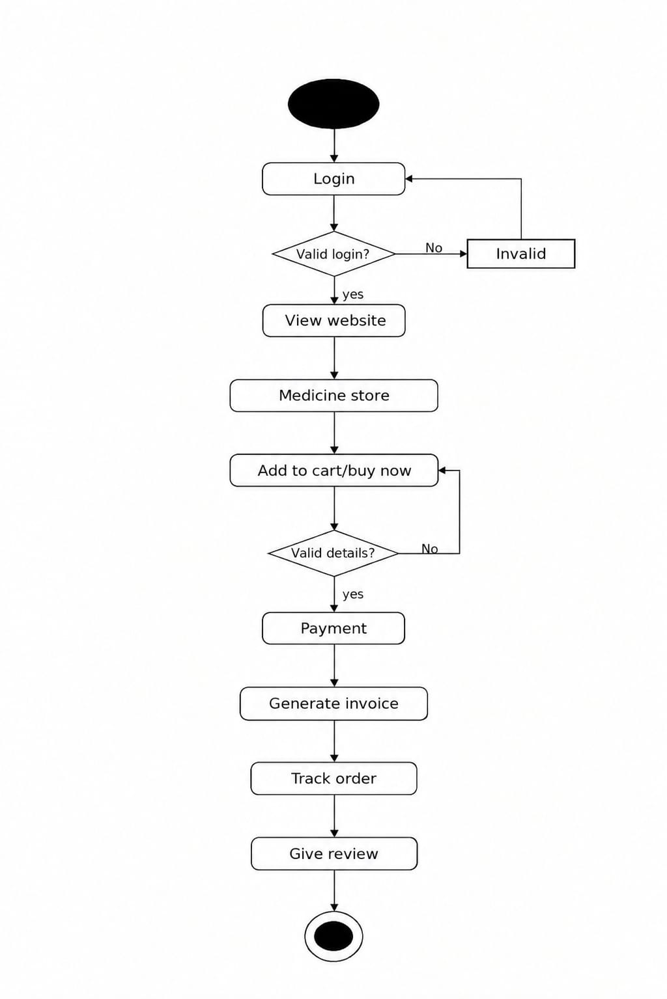 Login
Valid login?
No
Invalid
yes
View website
Medicine store
Add to cart/buy now
Valid details?
No
yes
Payment
Generate invoice
Track order
Give review